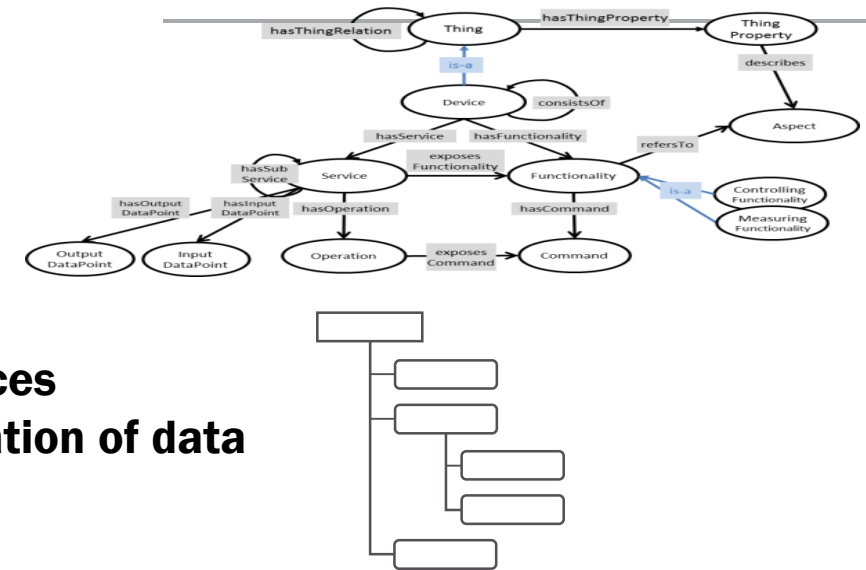 hasThingRelation
Thing
hasThingProperty
Thing
Property
is-a
describes
Device
consistsOf
Aspect
hasService
hasFunctionality
refersTo
hasSub
Service
Service
exposes
Functionality
Functionality
is-a
Controlling
Functionality
Measuring
Functionality
hasOutput
DataPoint
hasInput
DataPoint
hasOperation
hasCommand
Output
DataPoint
Input
DataPoint
Operation
exposes
Command
Command
ces
ation of data